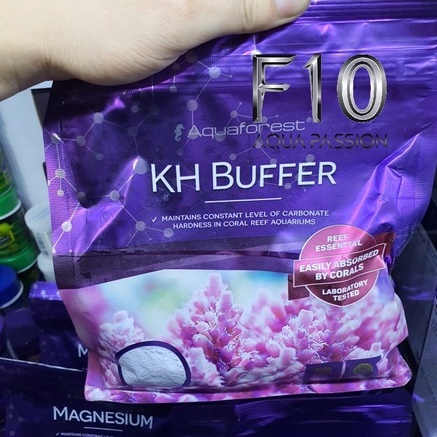 F10
Aquaforest
AQUA PASSION
KH BUFFER
✓ MAINTAINS CONSTANT LEVEL OF CARBONATE
HARDNESS IN CORAL REEF AQUARIUMS
REEF
ESSENTIAL
EASILY ABSORBED
BY CORALS
LABORATORY
TESTED
MAGNESIUM